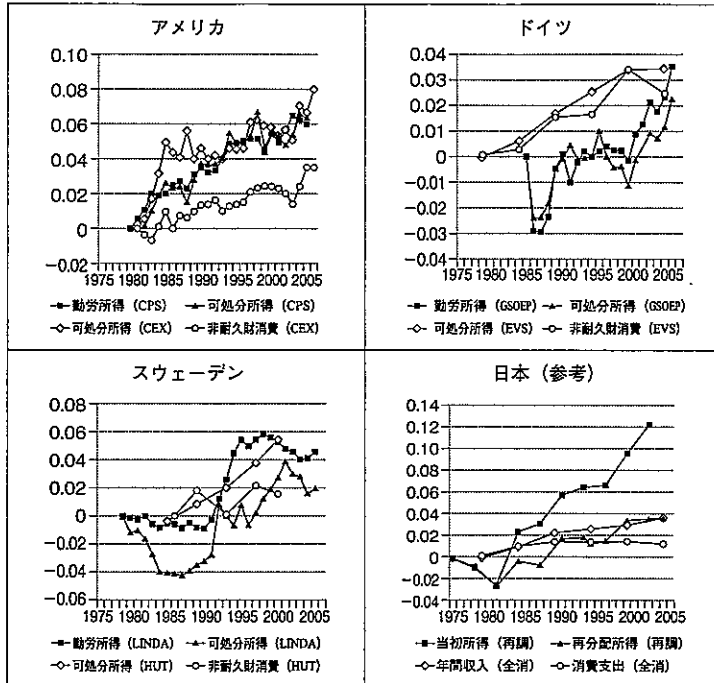 アメリカ
0.10
0.08
0.06
0.04
0.02
0
−0.02
1975 1980 1985 1990 1995 2000 2005
勤労所得 (CPS) 可処分所得 (CPS)
可処分所得 (CEX) 非耐久財消費 (CEX)
ドイツ
0.04
0.03
0.02
0.01
0
−0.01
−0.02
−0.03
−0.04
1975 1980 1985 1990 1995 2000 2005
勤労所得 (GSOEP) 可処分所得 (GSOEP)
可処分所得 (EVS) 非耐久財消費 (EVS)
スウェーデン
0.08
0.06
0.04
0.02
0
−0.02
−0.04
−0.06
1975 1980 1985 1990 1995 2000 2005
勤労所得 (LINDA) 可処分所得 (LINDA)
可処分所得 (HUT) 非耐久財消費 (HUT)
日本（参考）
0.14
0.12
0.10
0.08
0.06
0.04
0.02
0
−0.02
−0.04
1975 1980 1985 1990 1995 2000 2005
当初所得（再調） 再分配所得（再調）
年間収入（全消） 消費支出（全消）